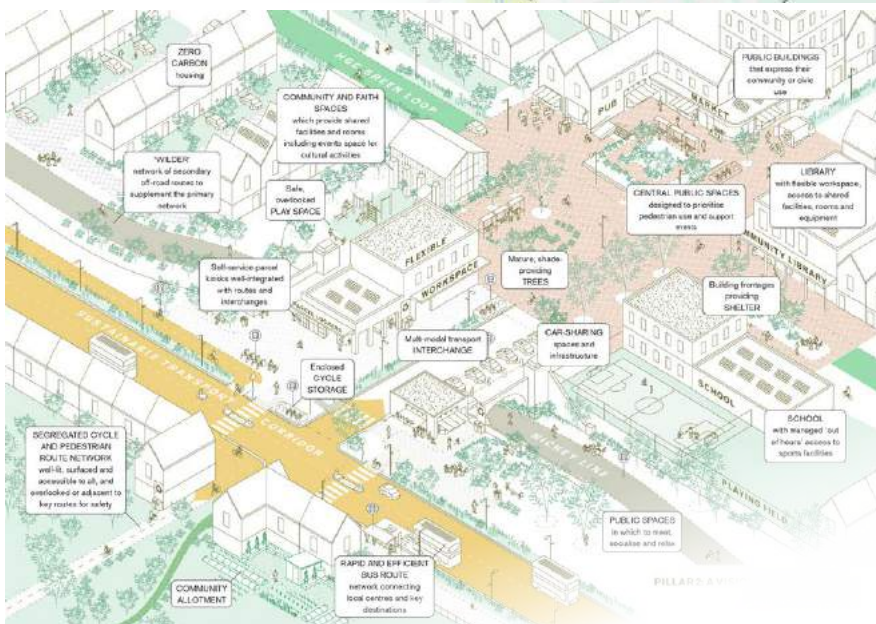 ZERO
CARBON
housing
HGC GREEN LOOP
PUBLIC BUILDINGS
that express their
community or civic
use
PUB
MARKET
COMMUNITY AND FAITH
SPACES
which provide shared
facilities and rooms
including events space for
cultural activities
'WILDER'
network of secondary
off-road routes to
supplement the primary
network
Safe,
overlooked
PLAY SPACE
CENTRAL PUBLIC SPACES
designed to prioritise
pedestrian use and support
events
LIBRARY
with flexible workspace,
access to shared
facilities, rooms and
equipment
COMMUNITY LIBRARY
FLEXIBLE
WORKSPACE
Self-service parcel
kiosks well-integrated
with routes and
interchanges
Mature, shade-
providing
TREES
Building frontages
providing
SHELTER
SUSTAINABLE TRANSPORT
CORRIDOR
Multi-modal transport
INTERCHANGE
CAR-SHARING
spaces and
infrastructure
Enclosed
CYCLE
STORAGE
SCHOOL
SCHOOL
with managed 'out
of hours' access to
sports facilities
SEGREGATED CYCLE
AND PEDESTRIAN
ROUTE NETWORK
well-lit, surfaced and
accessible to all, and
overlooked or adjacent to
key routes for safety
LINE
PLAYING FIELD
PUBLIC SPACES
in which to meet,
socialise and relax
RAPID AND EFFICIENT
BUS ROUTE
network connecting
local centres and key
destinations
COMMUNITY
ALLOTMENT